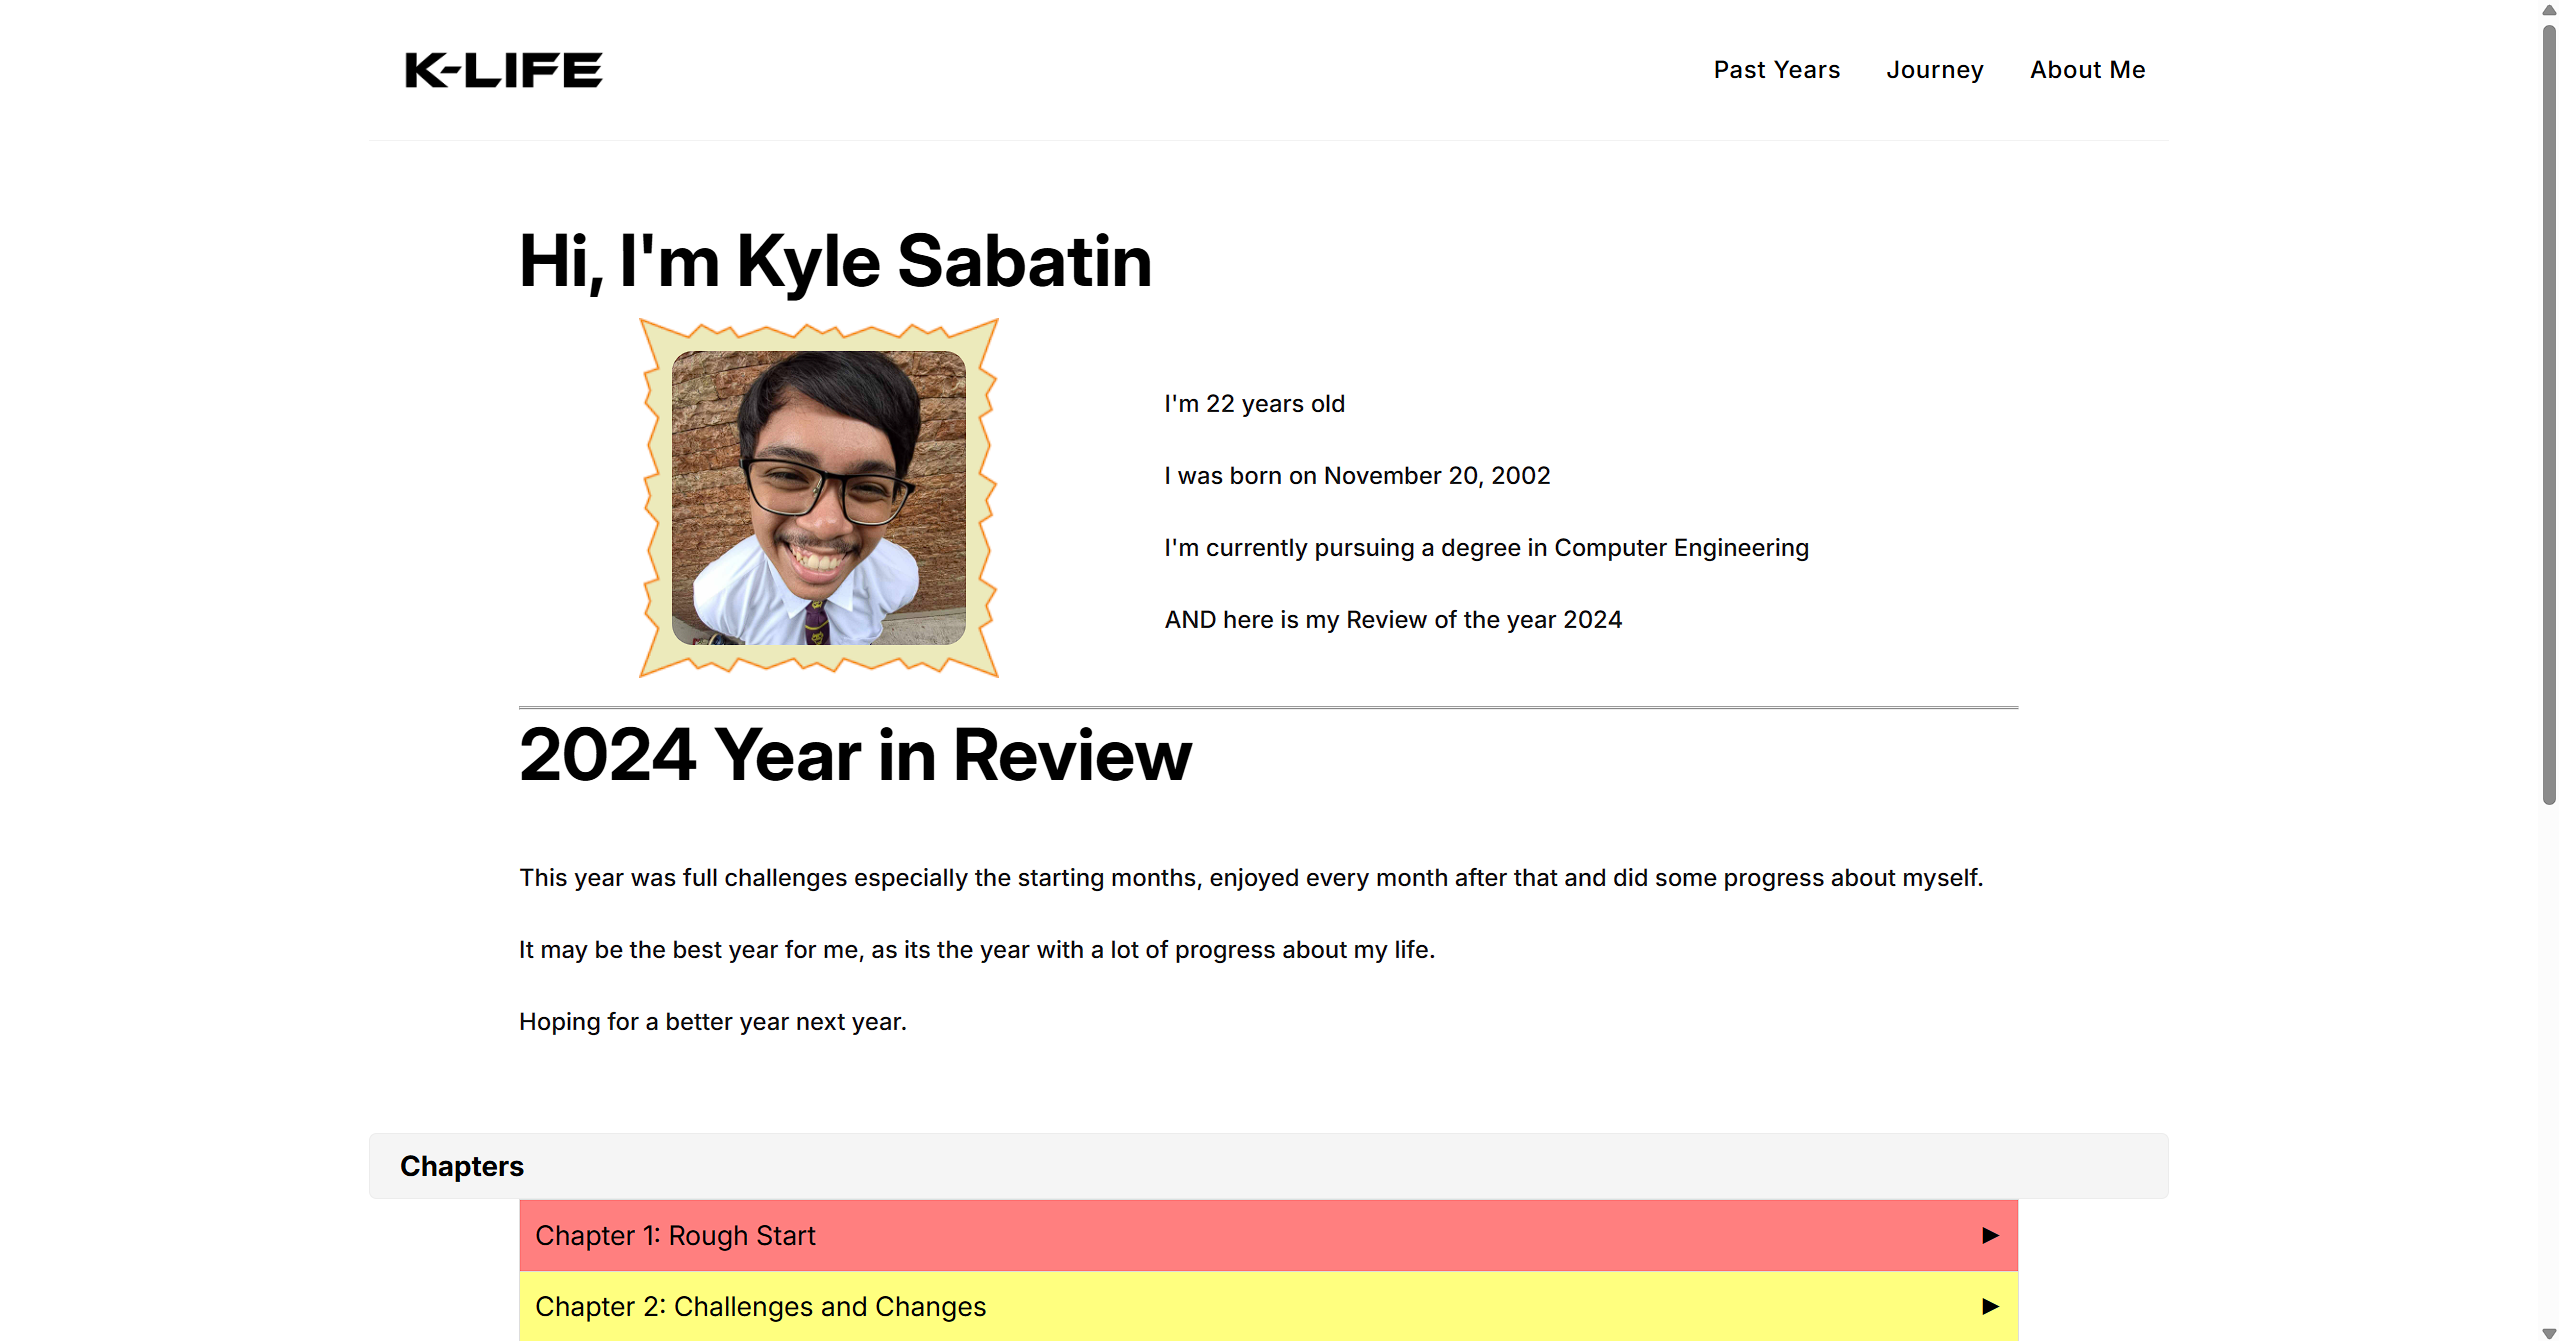 K-LIFE
Past Years Journey About Me
Hi, I'm Kyle Sabatin
I'm 22 years old
I was born on November 20, 2002
I'm currently pursuing a degree in Computer Engineering
AND here is my Review of the year 2024
2024 Year in Review
This year was full challenges especially the starting months, enjoyed every month after that and did some progress about myself.
It may be the best year for me, as its the year with a lot of progress about my life.
Hoping for a better year next year.
Chapters
Chapter 1: Rough Start
Chapter 2: Challenges and Changes